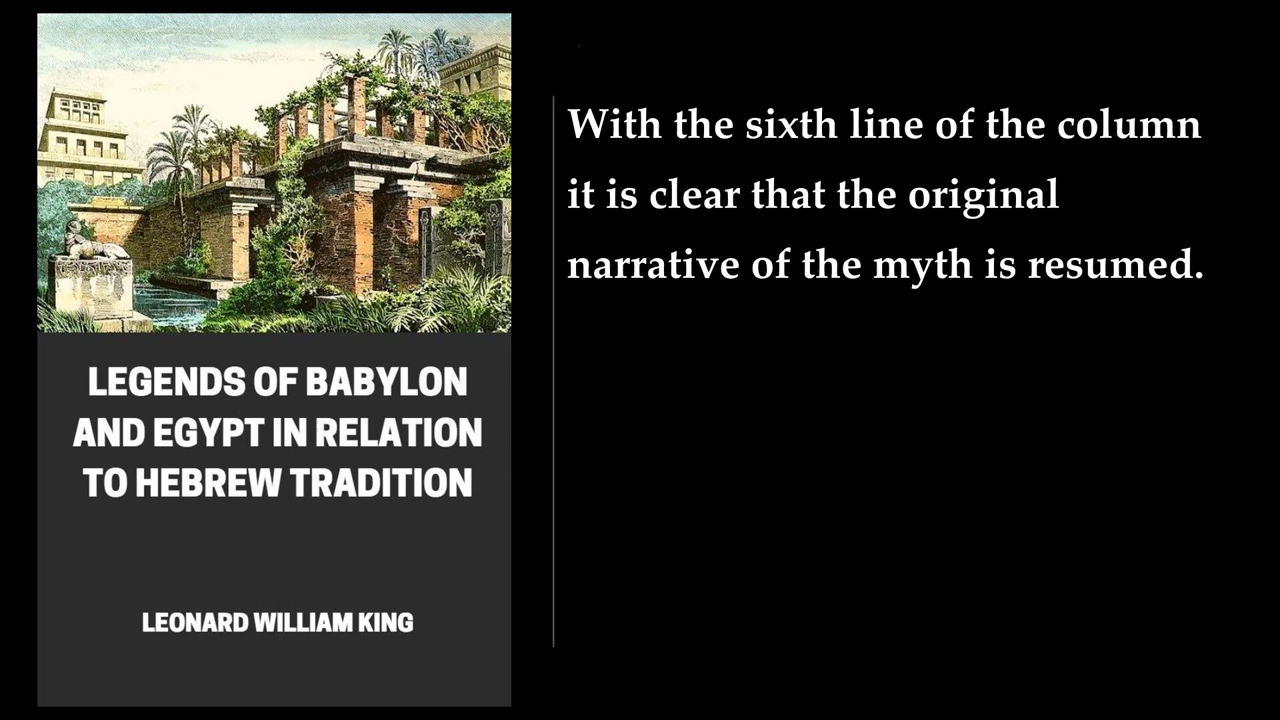 LEGENDS OF BABYLON
AND EGYPT IN RELATION
TO HEBREW TRADITION
LEONARD WILLIAM KING
With the sixth line of the column
it is clear that the original
narrative of the myth is resumed.